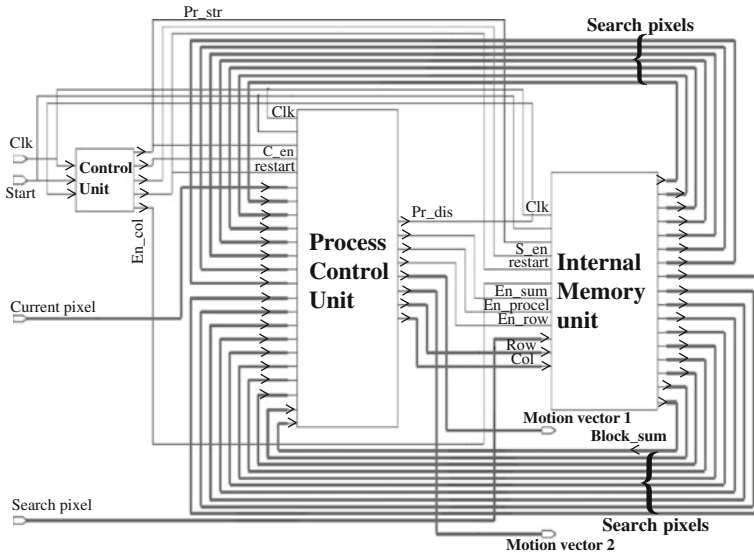 Pr_str
Search pixels
Clk
Clk
Control
Unit
C_en
restart
Start
En_col
Pr_dis
Clk
Process
Control
Unit
S_en
restart
Internal
Memory
unit
En_sum
En_procel
En_row
Current pixel
Row
Col
Motion vector 1
Block_sum
Search pixel
Search pixels
Motion vector 2